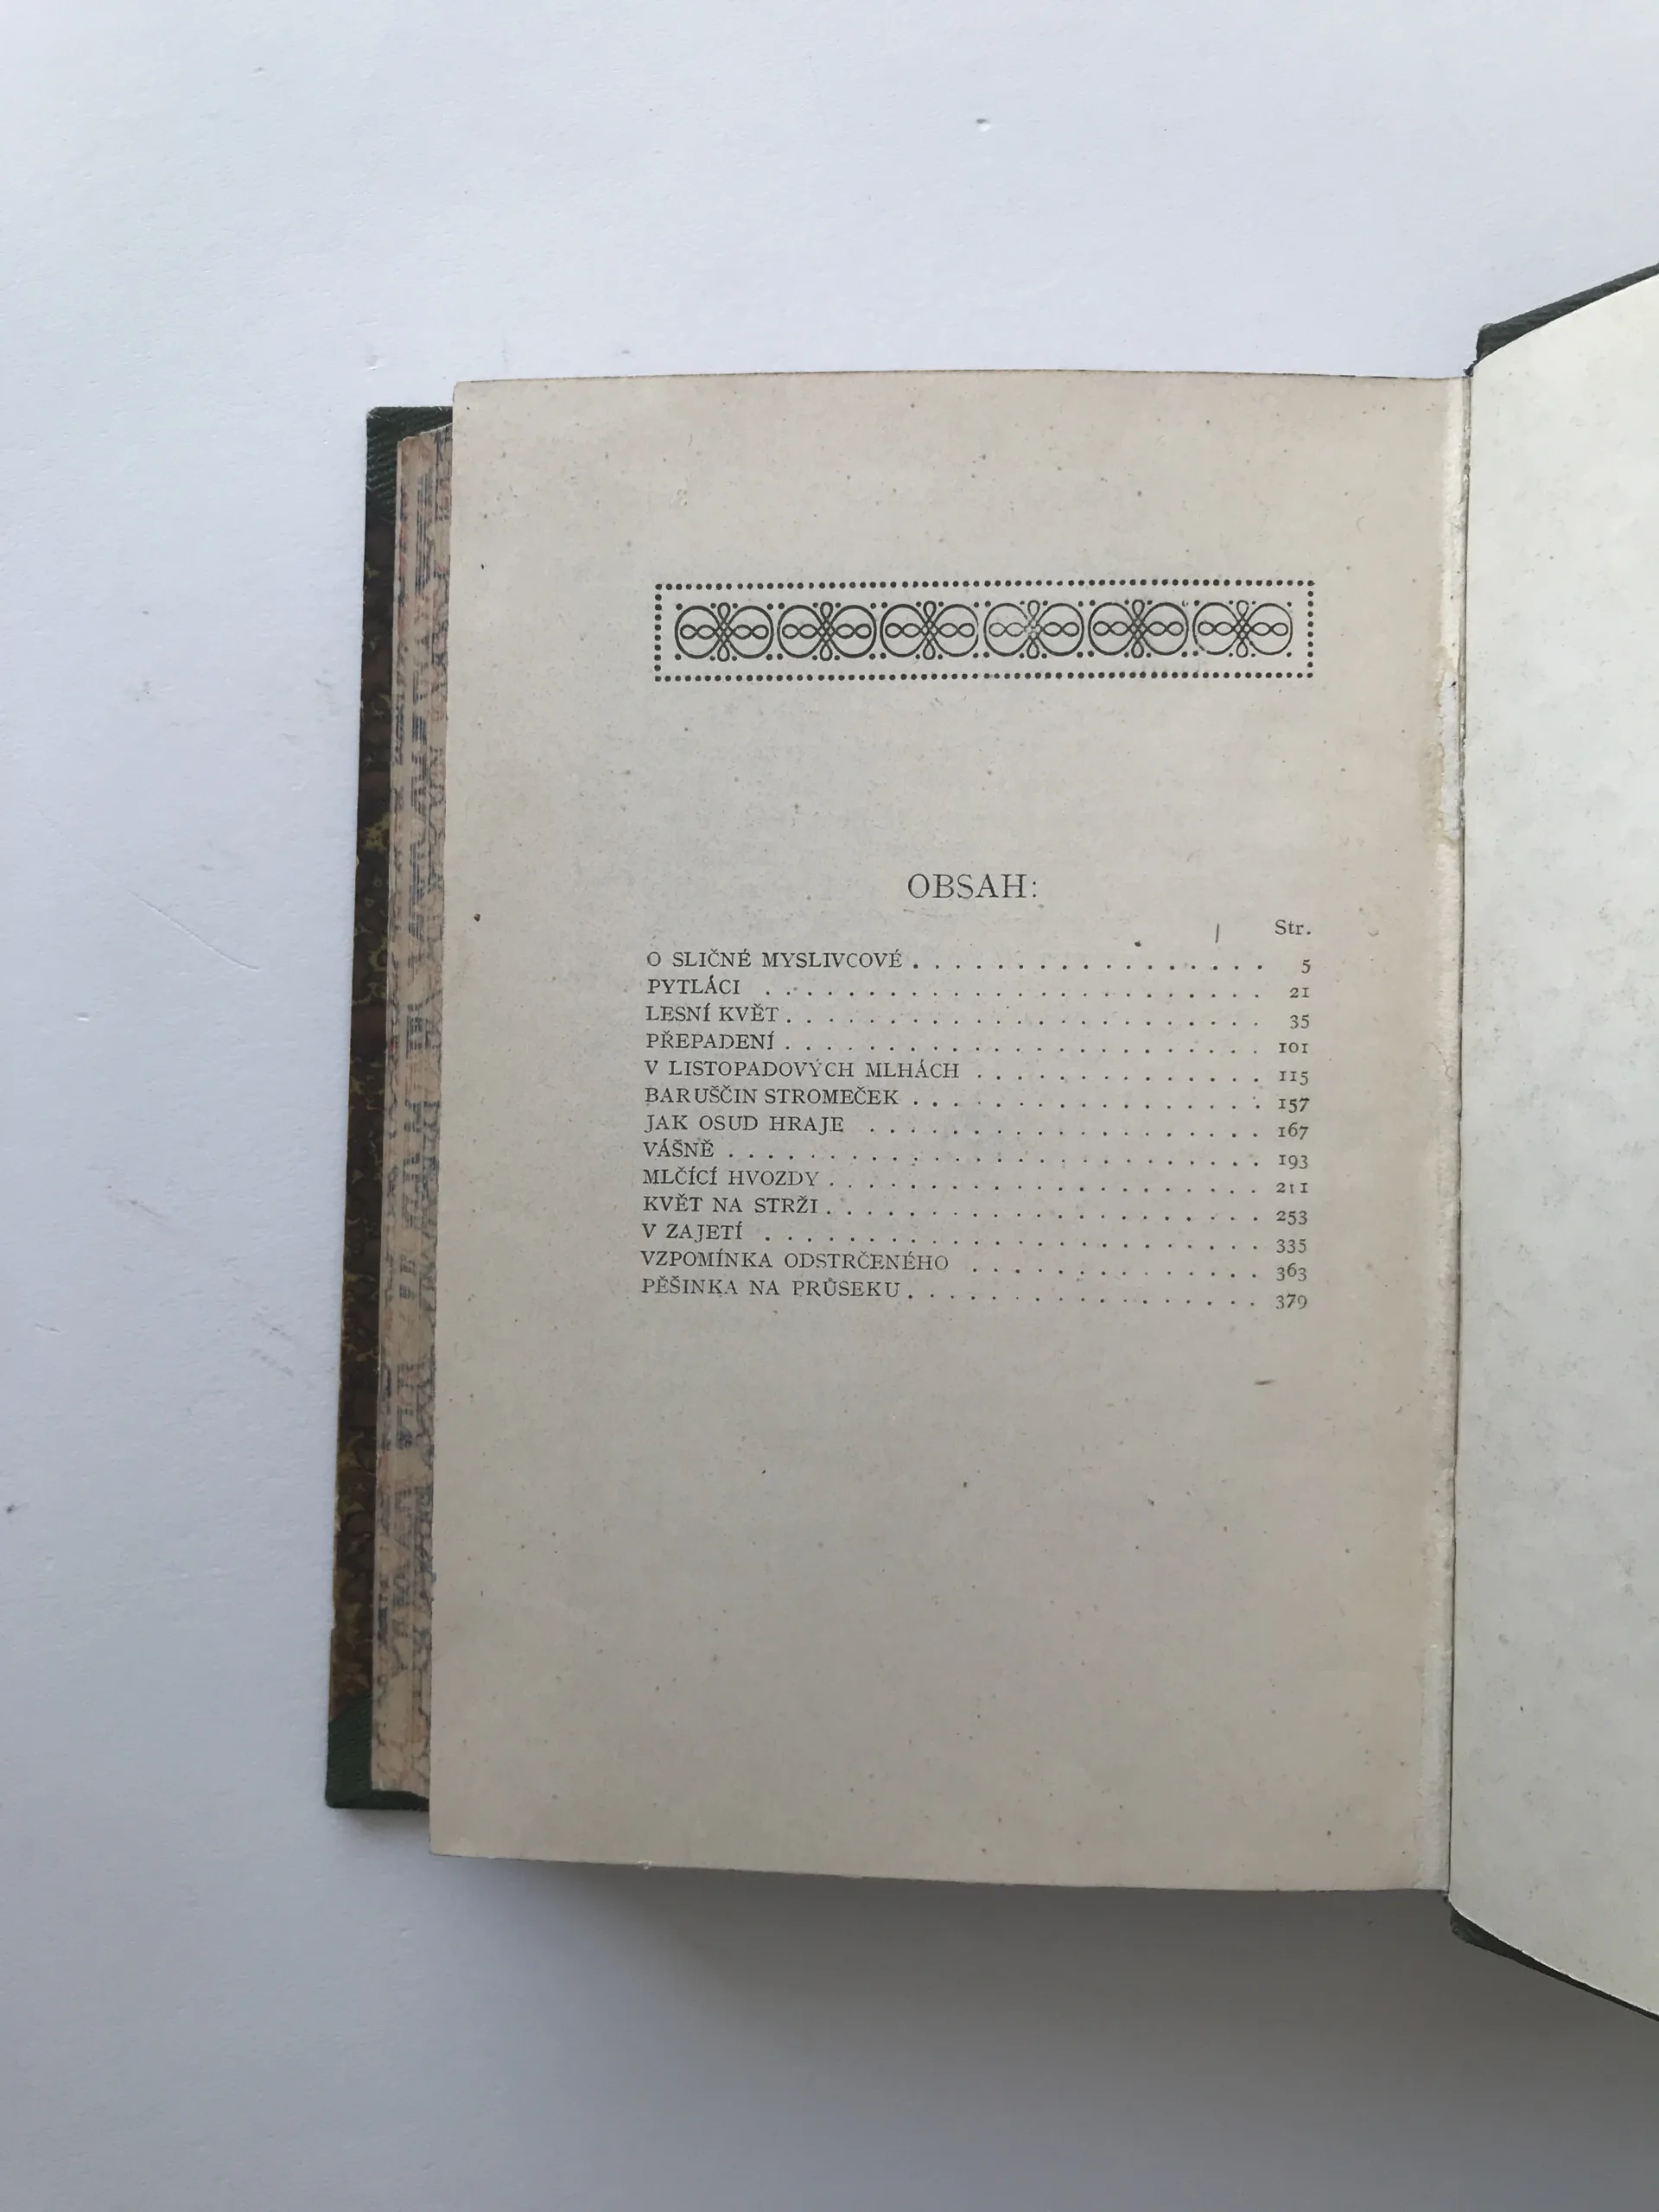 OBSAH:
Str.
O SLIČNÉ MYSLIVCOVÉ . . . . . . . . . . . . . . . . . 5
PYTLÁCI . . . . . . . . . . . . . . . . . . . . . . . . 21
LESNÍ KVĚT . . . . . . . . . . . . . . . . . . . . . . . 35
PŘEPADENÍ . . . . . . . . . . . . . . . . . . . . . . . 101
V LISTOPADOVÝCH MLHÁCH . . . . . . . . . . . . . . 115
BARUŠČIN STROMEČEK . . . . . . . . . . . . . . . . . 157
JAK OSUD HRAJE . . . . . . . . . . . . . . . . . . . 167
VÁŠNĚ . . . . . . . . . . . . . . . . . . . . . . . . . . 193
MLČÍCÍ HVOZDY . . . . . . . . . . . . . . . . . . . . . 211
KVĚT NA STRŽI . . . . . . . . . . . . . . . . . . . . . 253
V ZAJETÍ . . . . . . . . . . . . . . . . . . . . . . . . 335
VZPOMÍNKA ODSTRČENÉHO . . . . . . . . . . . . . . 363
PĚŠINKA NA PRŮSEKU . . . . . . . . . . . . . . . . . 379